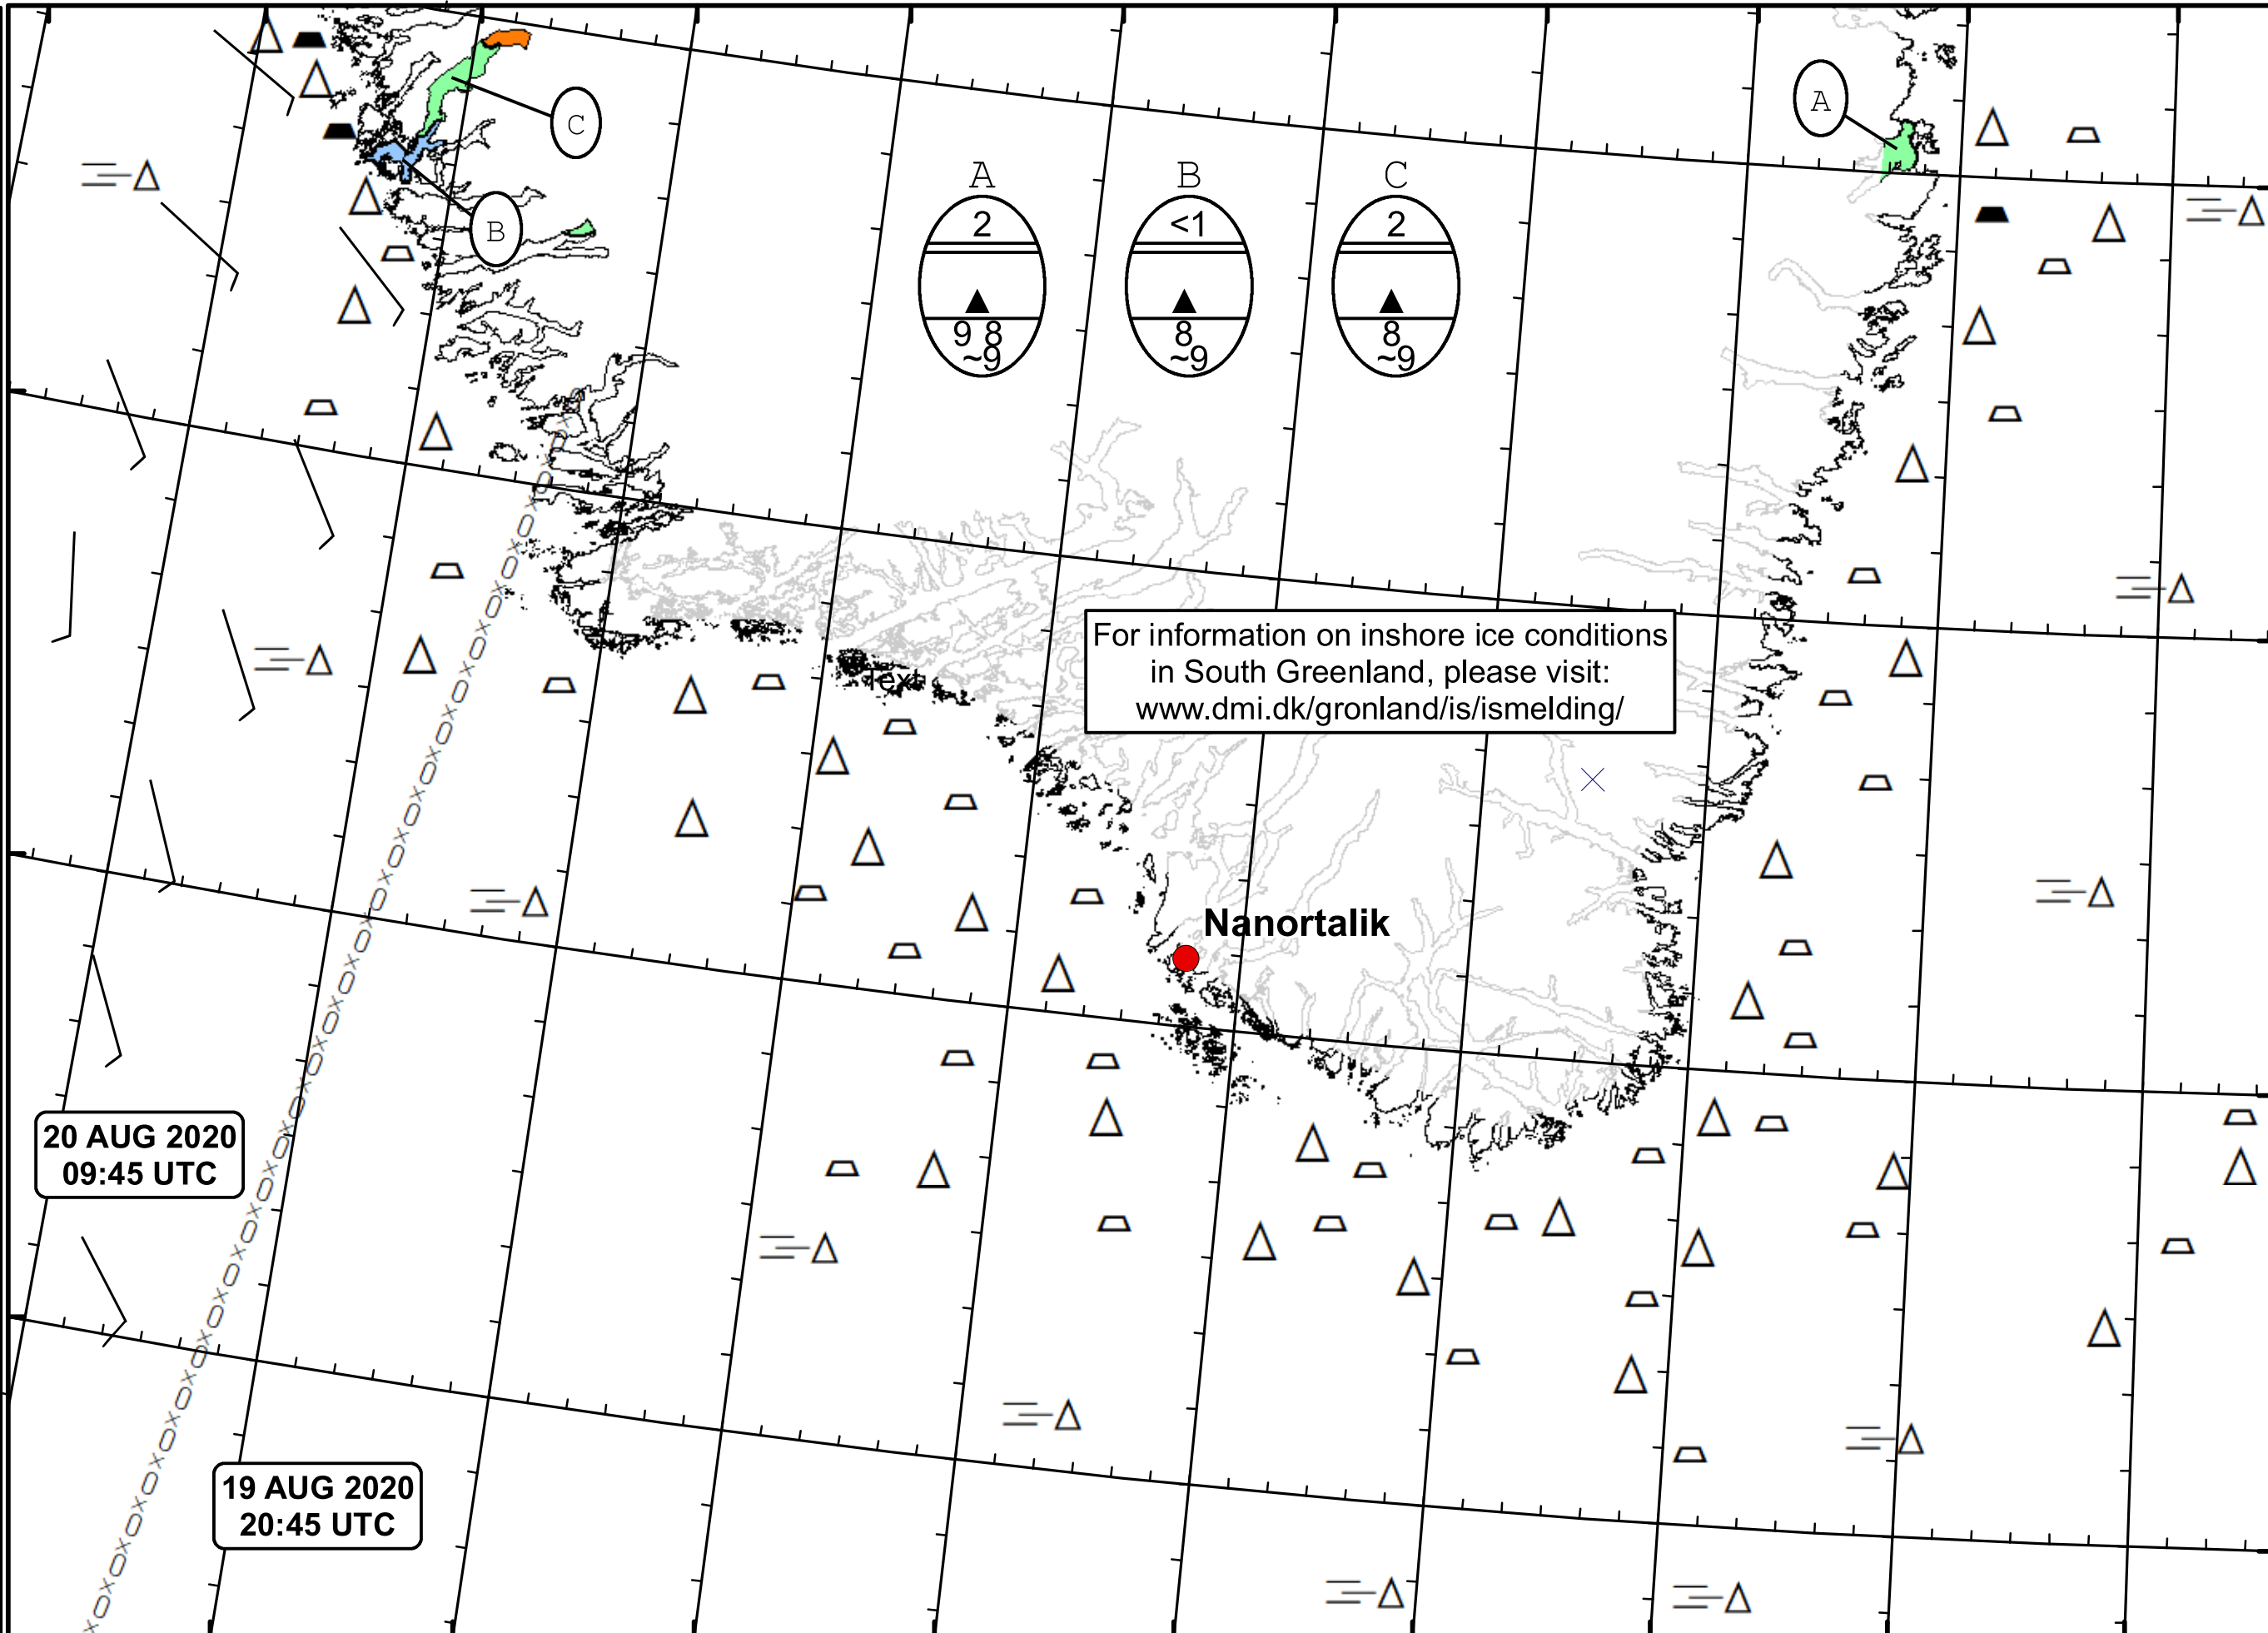 C
A
B
A B C
2 <1 2
9 8 8 8
~9 ~9 ~9
For information on inshore ice conditions
in South Greenland, please visit:
www.dmi.dk/gronland/is/ismelding/
Text
Nanortalik
20 AUG 2020
09:45 UTC
19 AUG 2020
20:45 UTC